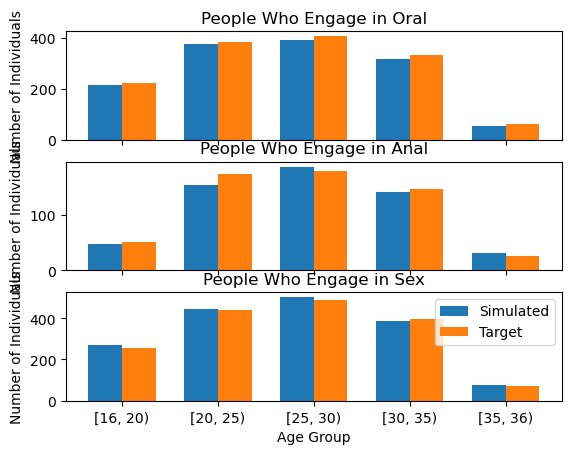 People Who Engage in Oral
Number of Individuals
400
200
0
People Who Engage in Anal
Number of Individuals
100
0
People Who Engage in Sex
Number of Individuals
400
200
0
Simulated
Target
[16, 20) [20, 25) [25, 30) [30, 35) [35, 36)
Age Group